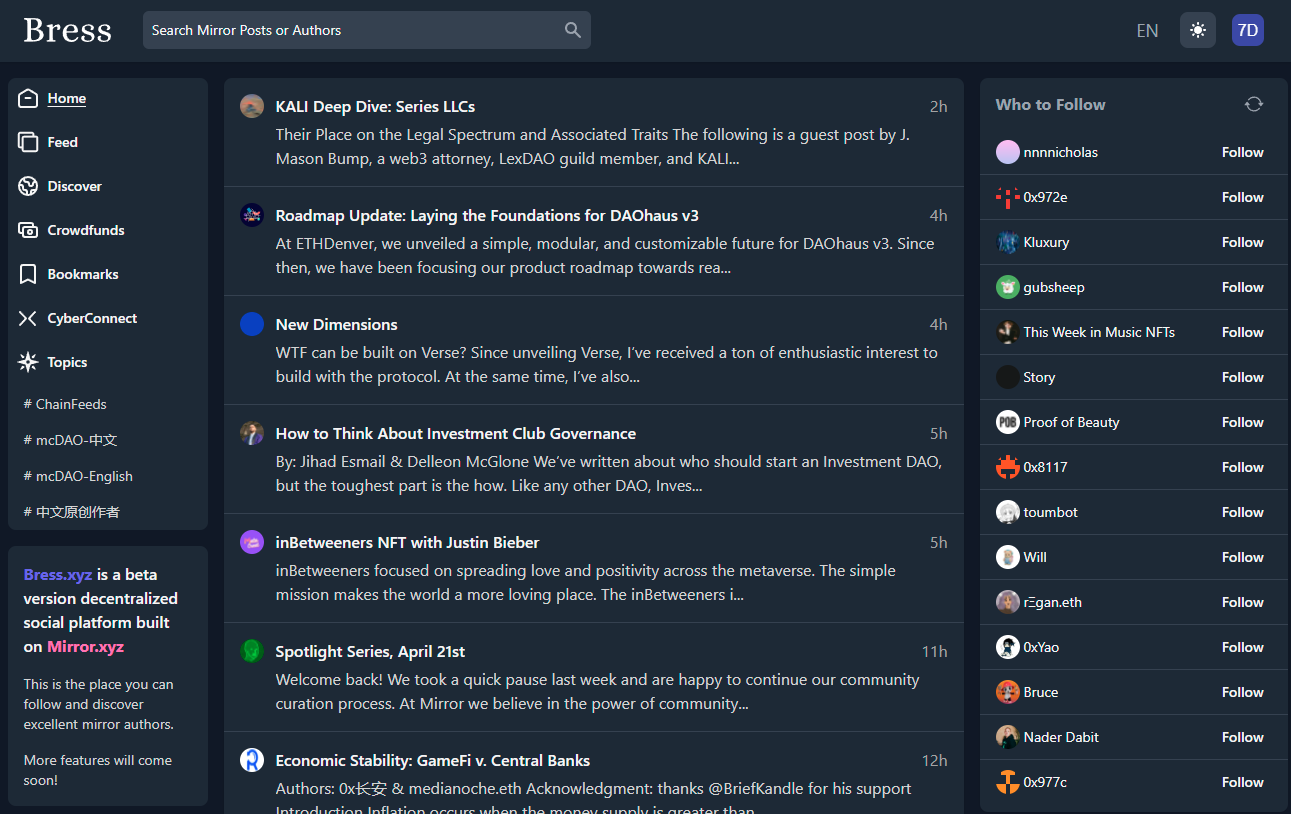 Bress
Search Mirror Posts or Authors
EN
7D
Home
Feed
Discover
Crowdfunds
Bookmarks
CyberConnect
Topics
# ChainFeeds
# mcDAO-中文
# mcDAO-English
# 中文原创作者
Bress.xyz is a beta
version decentralized
social platform built
on Mirror.xyz
This is the place you can
follow and discover
excellent mirror authors.
More features will come
soon!
KALI Deep Dive: Series LLCs 2h
Their Place on the Legal Spectrum and Associated Traits The following is a guest post by J.
Mason Bump, a web3 attorney, LexDAO guild member, and KALI...
Roadmap Update: Laying the Foundations for DAOhaus v3 4h
At ETHDenver, we unveiled a simple, modular, and customizable future for DAOhaus v3. Since
then, we have been focusing our product roadmap towards rea...
New Dimensions 4h
WTF can be built on Verse? Since unveiling Verse, I've received a ton of enthusiastic interest to
build with the protocol. At the same time, I've also...
How to Think About Investment Club Governance 5h
By: Jihad Esmail & Delleon McGlone We've written about who should start an Investment DAO,
but the toughest part is the how. Like any other DAO, Inves...
inBetweeners NFT with Justin Bieber 5h
inBetweeners focused on spreading love and positivity across the metaverse. The simple
mission makes the world a more loving place. The inBetweeners i...
Spotlight Series, April 21st 11h
Welcome back! We took a quick pause last week and are happy to continue our community
curation process. At Mirror we believe in the power of community...
Economic Stability: GameFi v. Central Banks 12h
Authors: 0x长安 & medianoche.eth Acknowledgment: thanks @BriefKandle for his support
Introduction Inflation occurs when the money supply is greater than
Who to Follow
nnnnicholas Follow
0x972e Follow
Kluxury Follow
gubsheep Follow
This Week in Music NFTs Follow
Story Follow
POB Proof of Beauty Follow
0x8117 Follow
toumbot Follow
Will Follow
rΞgan.eth Follow
0xYao Follow
Bruce Follow
Nader Dabit Follow
0x977c Follow